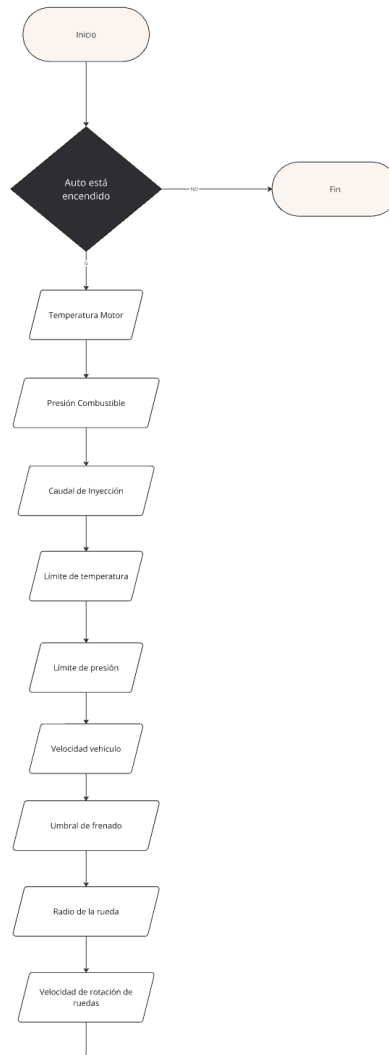 Inicio
Auto está
encendido
NO
Fin
Temperatura Motor
Presión Combustible
Caudal de Inyección
Límite de temperatura
Límite de presión
Velocidad vehículo
Umbral de frenado
Radio de la rueda
Velocidad de rotación de
ruedas